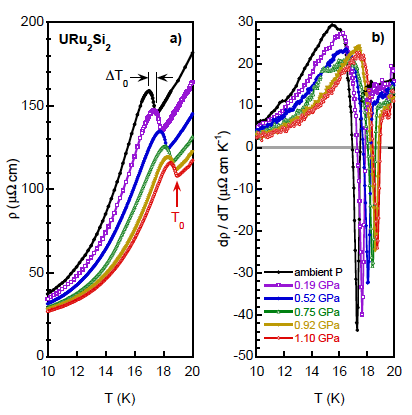 URu₂Si₂
a)
ΔT₀
T₀
200
150
100
50
0
10 12 14 16 18 20
ρ (μΩ cm)
T (K)
b)
30
20
10
0
-10
-20
-30
-40
-50
10 12 14 16 18 20
dρ / dT (μΩ cm K⁻¹)
T (K)
ambient P
0.19 GPa
0.52 GPa
0.75 GPa
0.92 GPa
1.10 GPa